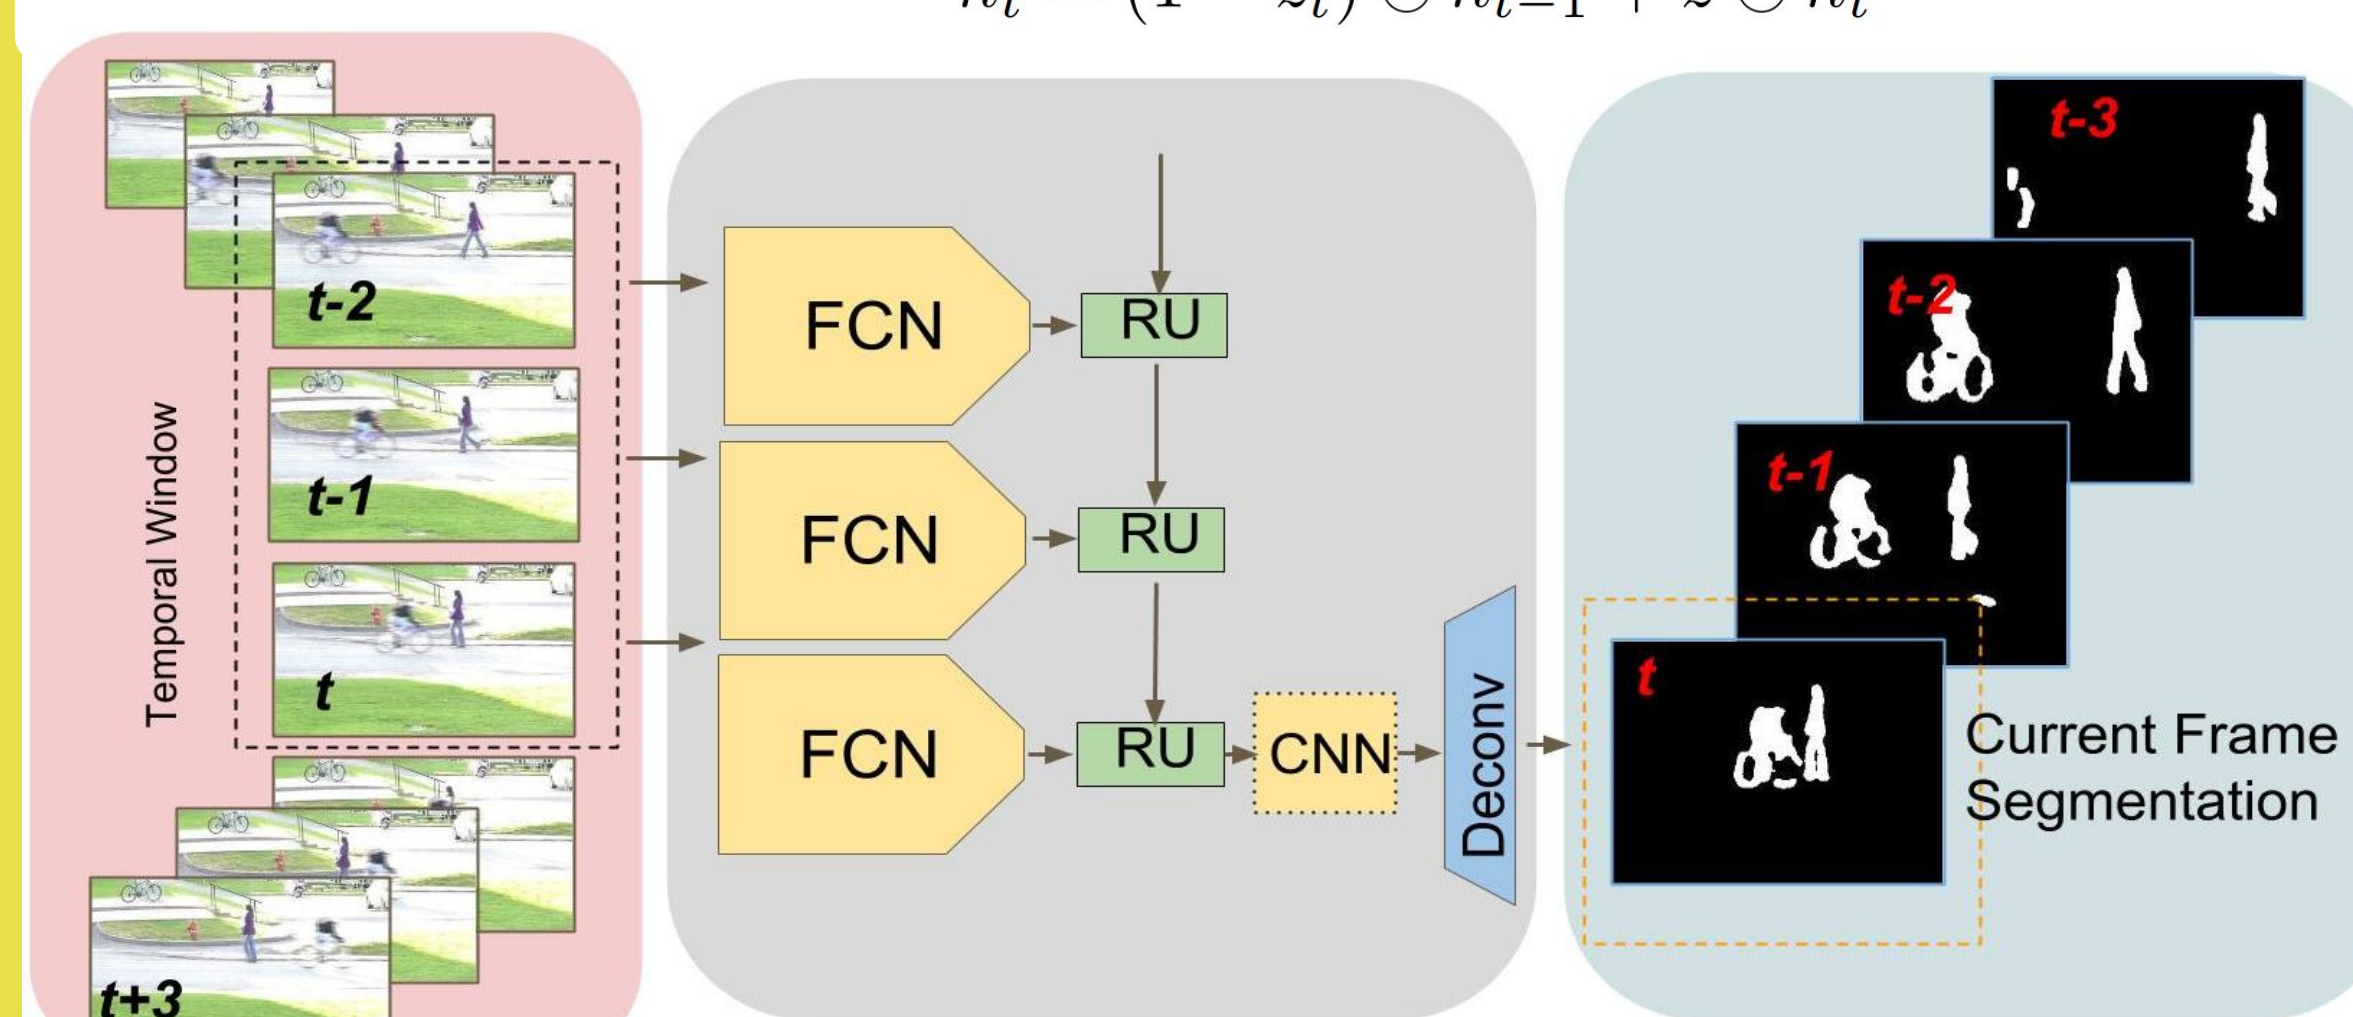 t-2
t-1
t
t+3
Temporal Window
FCN
RU
FCN
RU
FCN
RU
CNN
Deconv
t-3
t-2
t-1
t
Current Frame
Segmentation